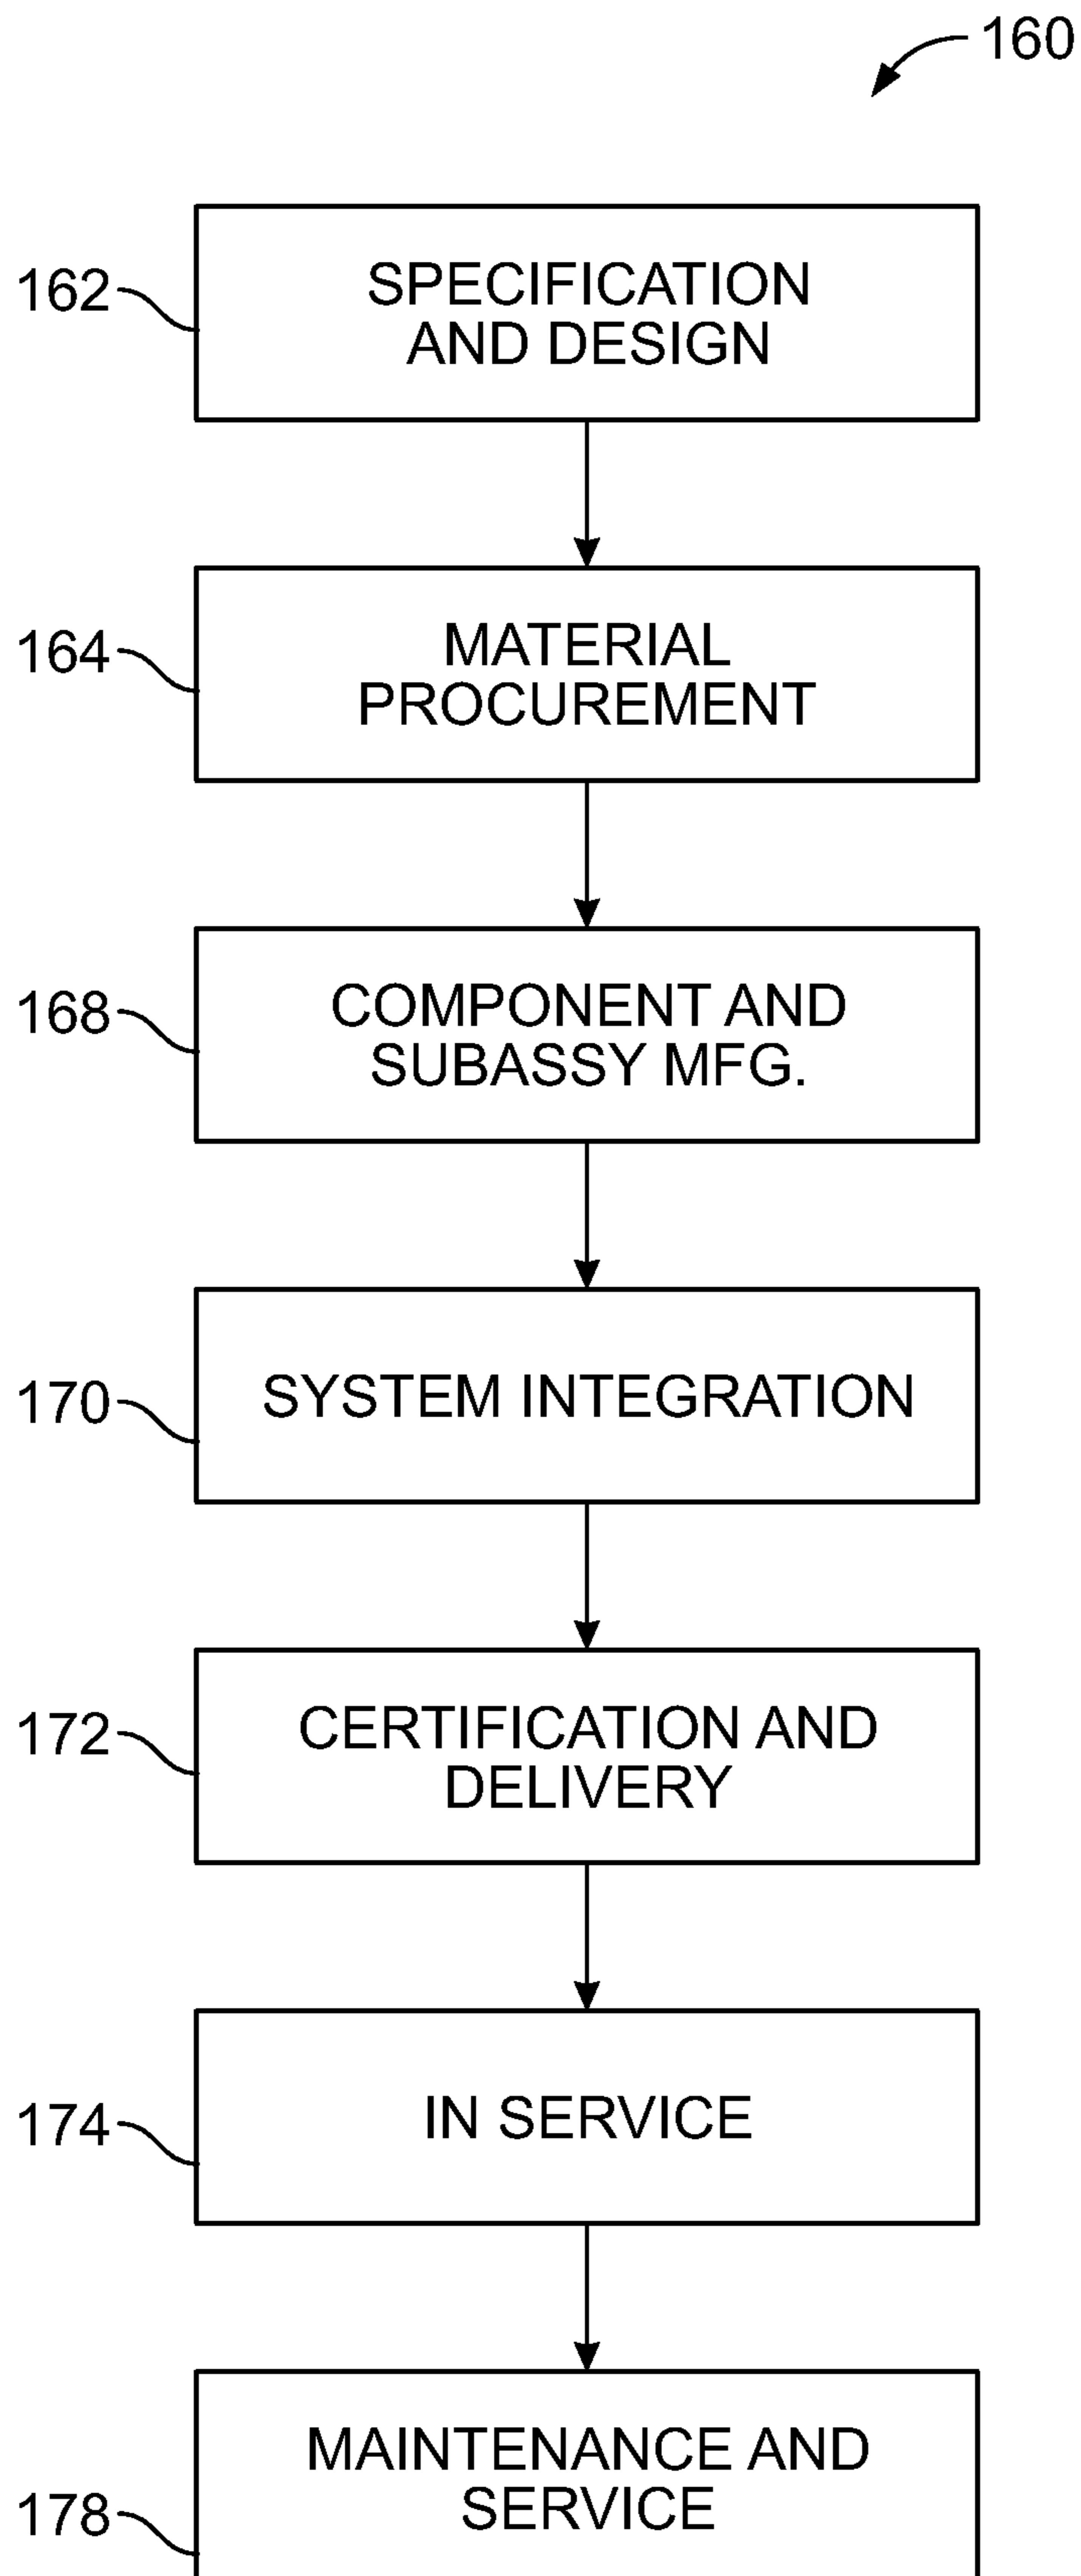 160
162
SPECIFICATION
AND DESIGN
164
MATERIAL
PROCUREMENT
168
COMPONENT AND
SUBASSY MFG.
170
SYSTEM INTEGRATION
172
CERTIFICATION AND
DELIVERY
174
IN SERVICE
178
MAINTENANCE AND
SERVICE